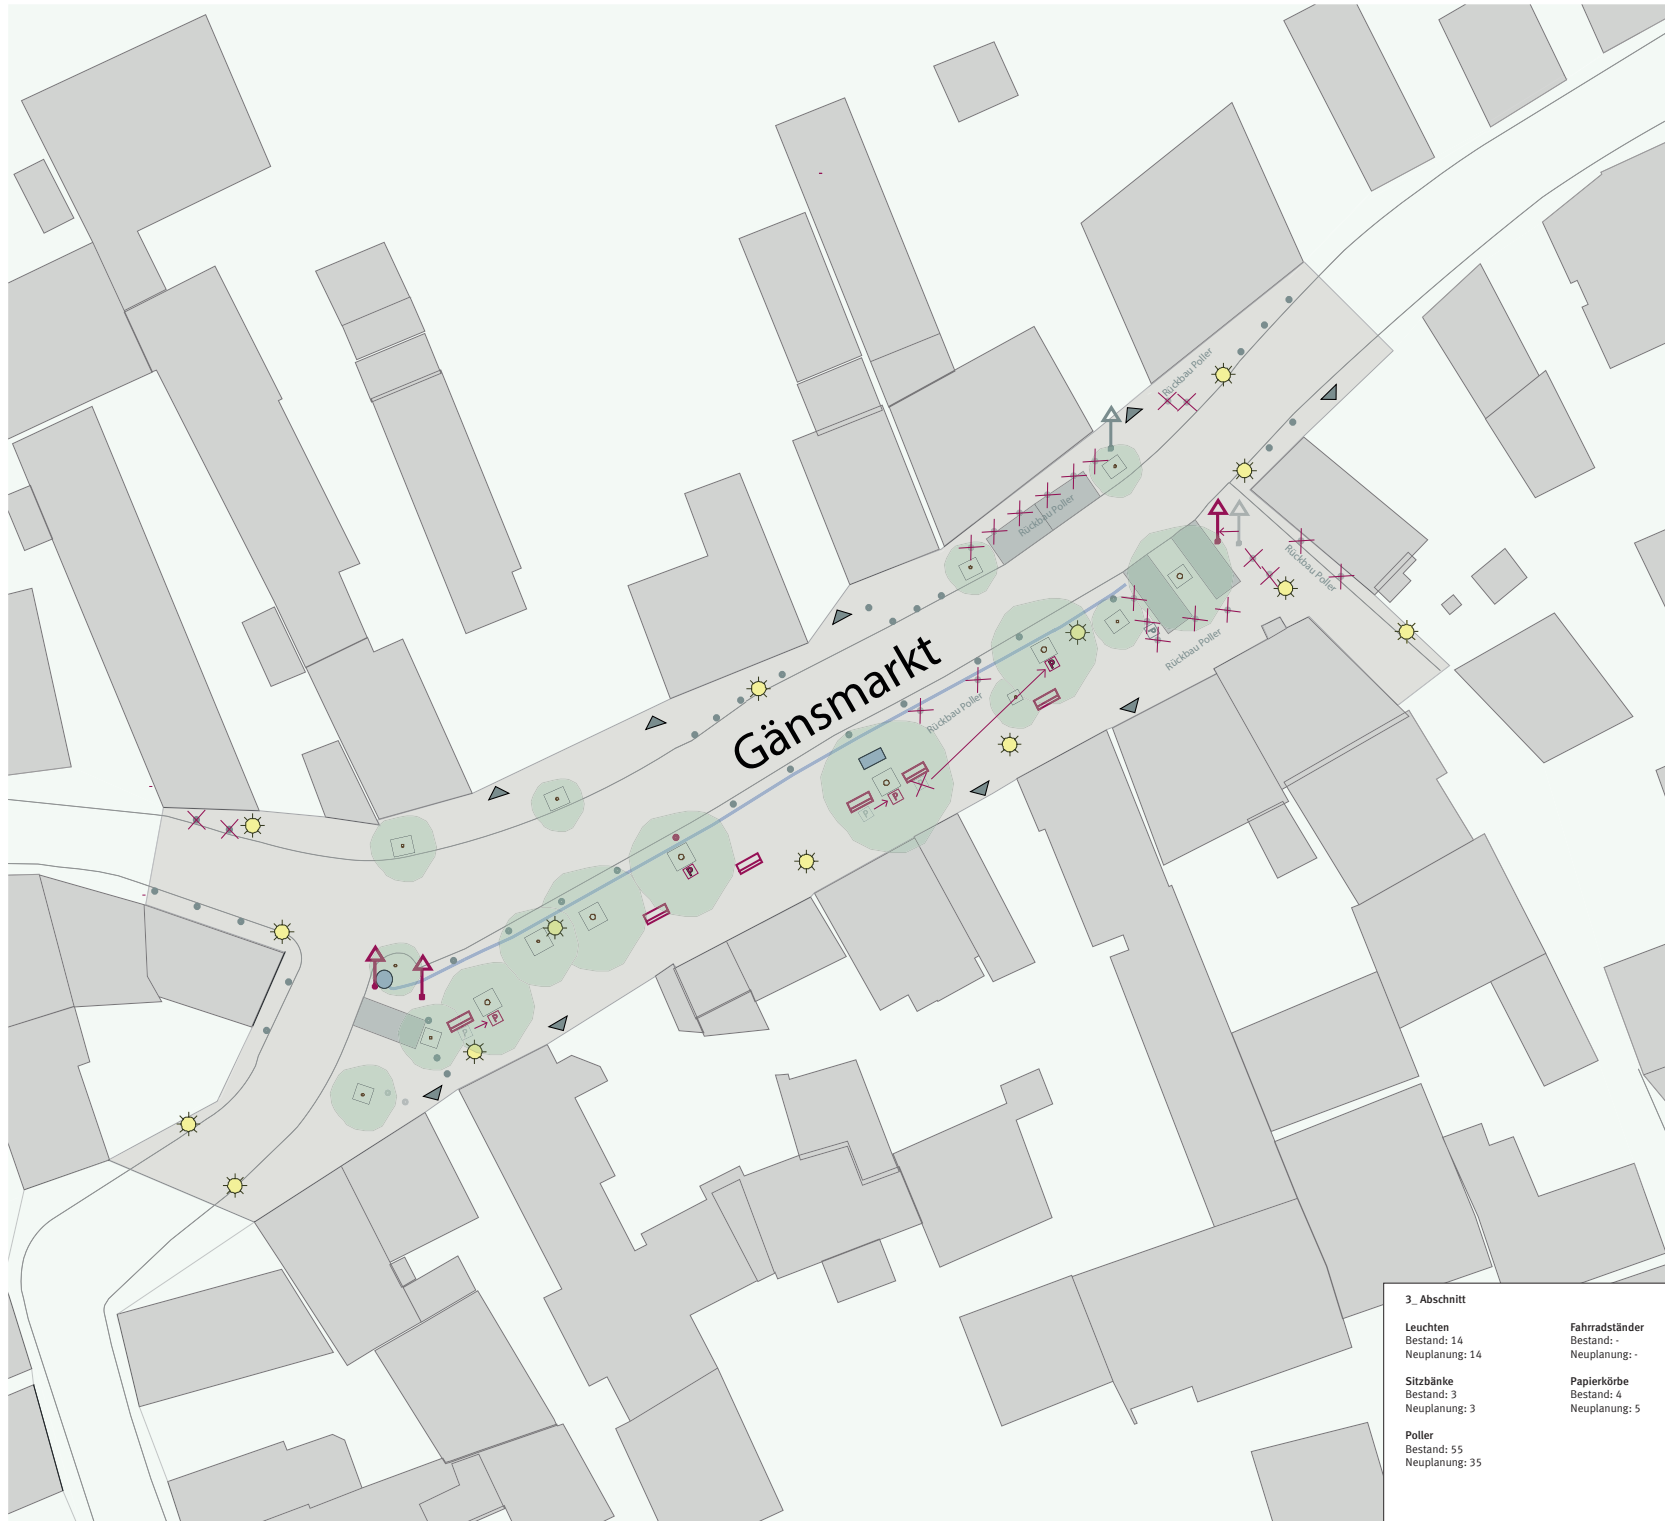 Rückbau Poller
Rückbau Poller
Rückbau Poller
Rückbau Poller
Rückbau Poller
Gänsmarkt
P
P
P
P
P
P
P
P
3_ Abschnitt
Leuchten
Bestand: 14
Neuplanung: 14
Fahrradständer
Bestand: -
Neuplanung: -
Sitzbänke
Bestand: 3
Neuplanung: 3
Papierkörbe
Bestand: 4
Neuplanung: 5
Poller
Bestand: 55
Neuplanung: 35